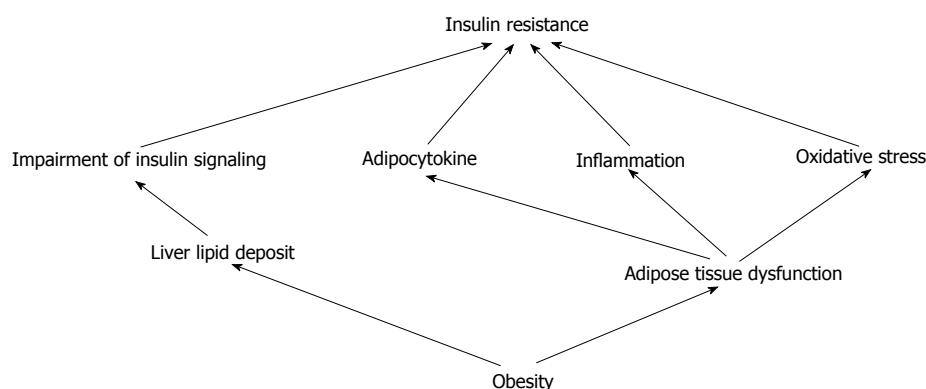 Insulin resistance
Impairment of insulin signaling
Adipocytokine
Inflammation
Oxidative stress
Liver lipid deposit
Adipose tissue dysfunction
Obesity